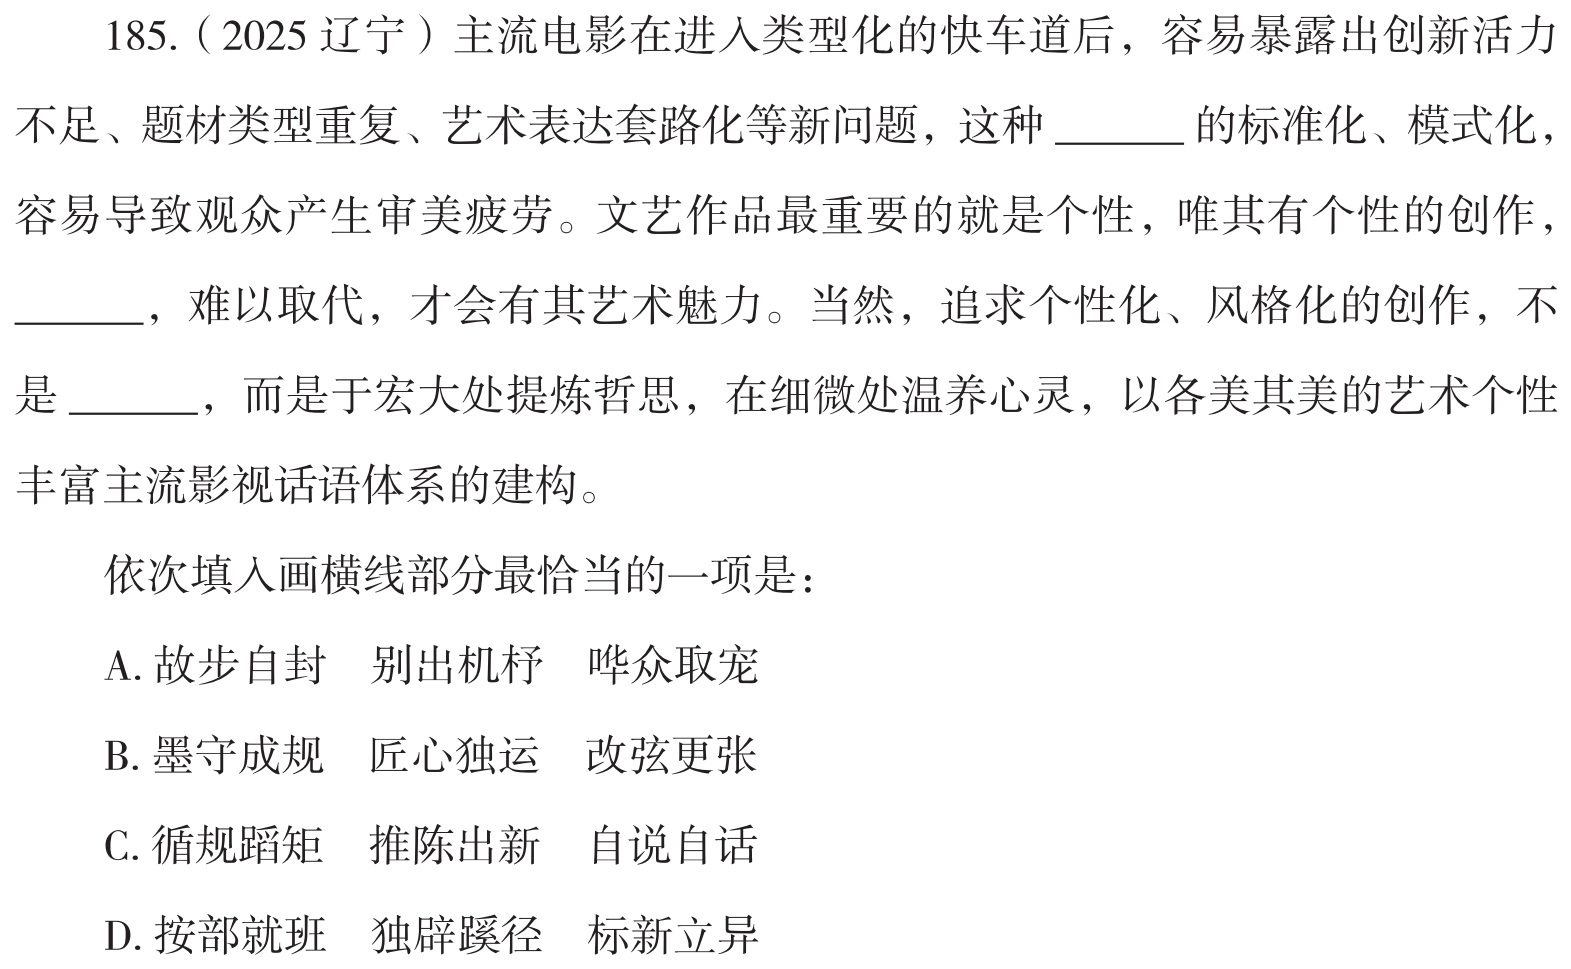 185.（2025 辽宁）主流电影在进入类型化的快车道后，容易暴露出创新活力
不足、题材类型重复、艺术表达套路化等新问题，这种 ______ 的标准化、模式化，
容易导致观众产生审美疲劳。文艺作品最重要的就是个性，唯其有个性的创作，
______，难以取代，才会有其艺术魅力。当然，追求个性化、风格化的创作，不
是 ______，而是于宏大处提炼哲思，在细微处温养心灵，以各美其美的艺术个性
丰富主流影视话语体系的建构。
依次填入画横线部分最恰当的一项是：
A. 故步自封　别出机杼　哗众取宠
B. 墨守成规　匠心独运　改弦更张
C. 循规蹈矩　推陈出新　自说自话
D. 按部就班　独辟蹊径　标新立异